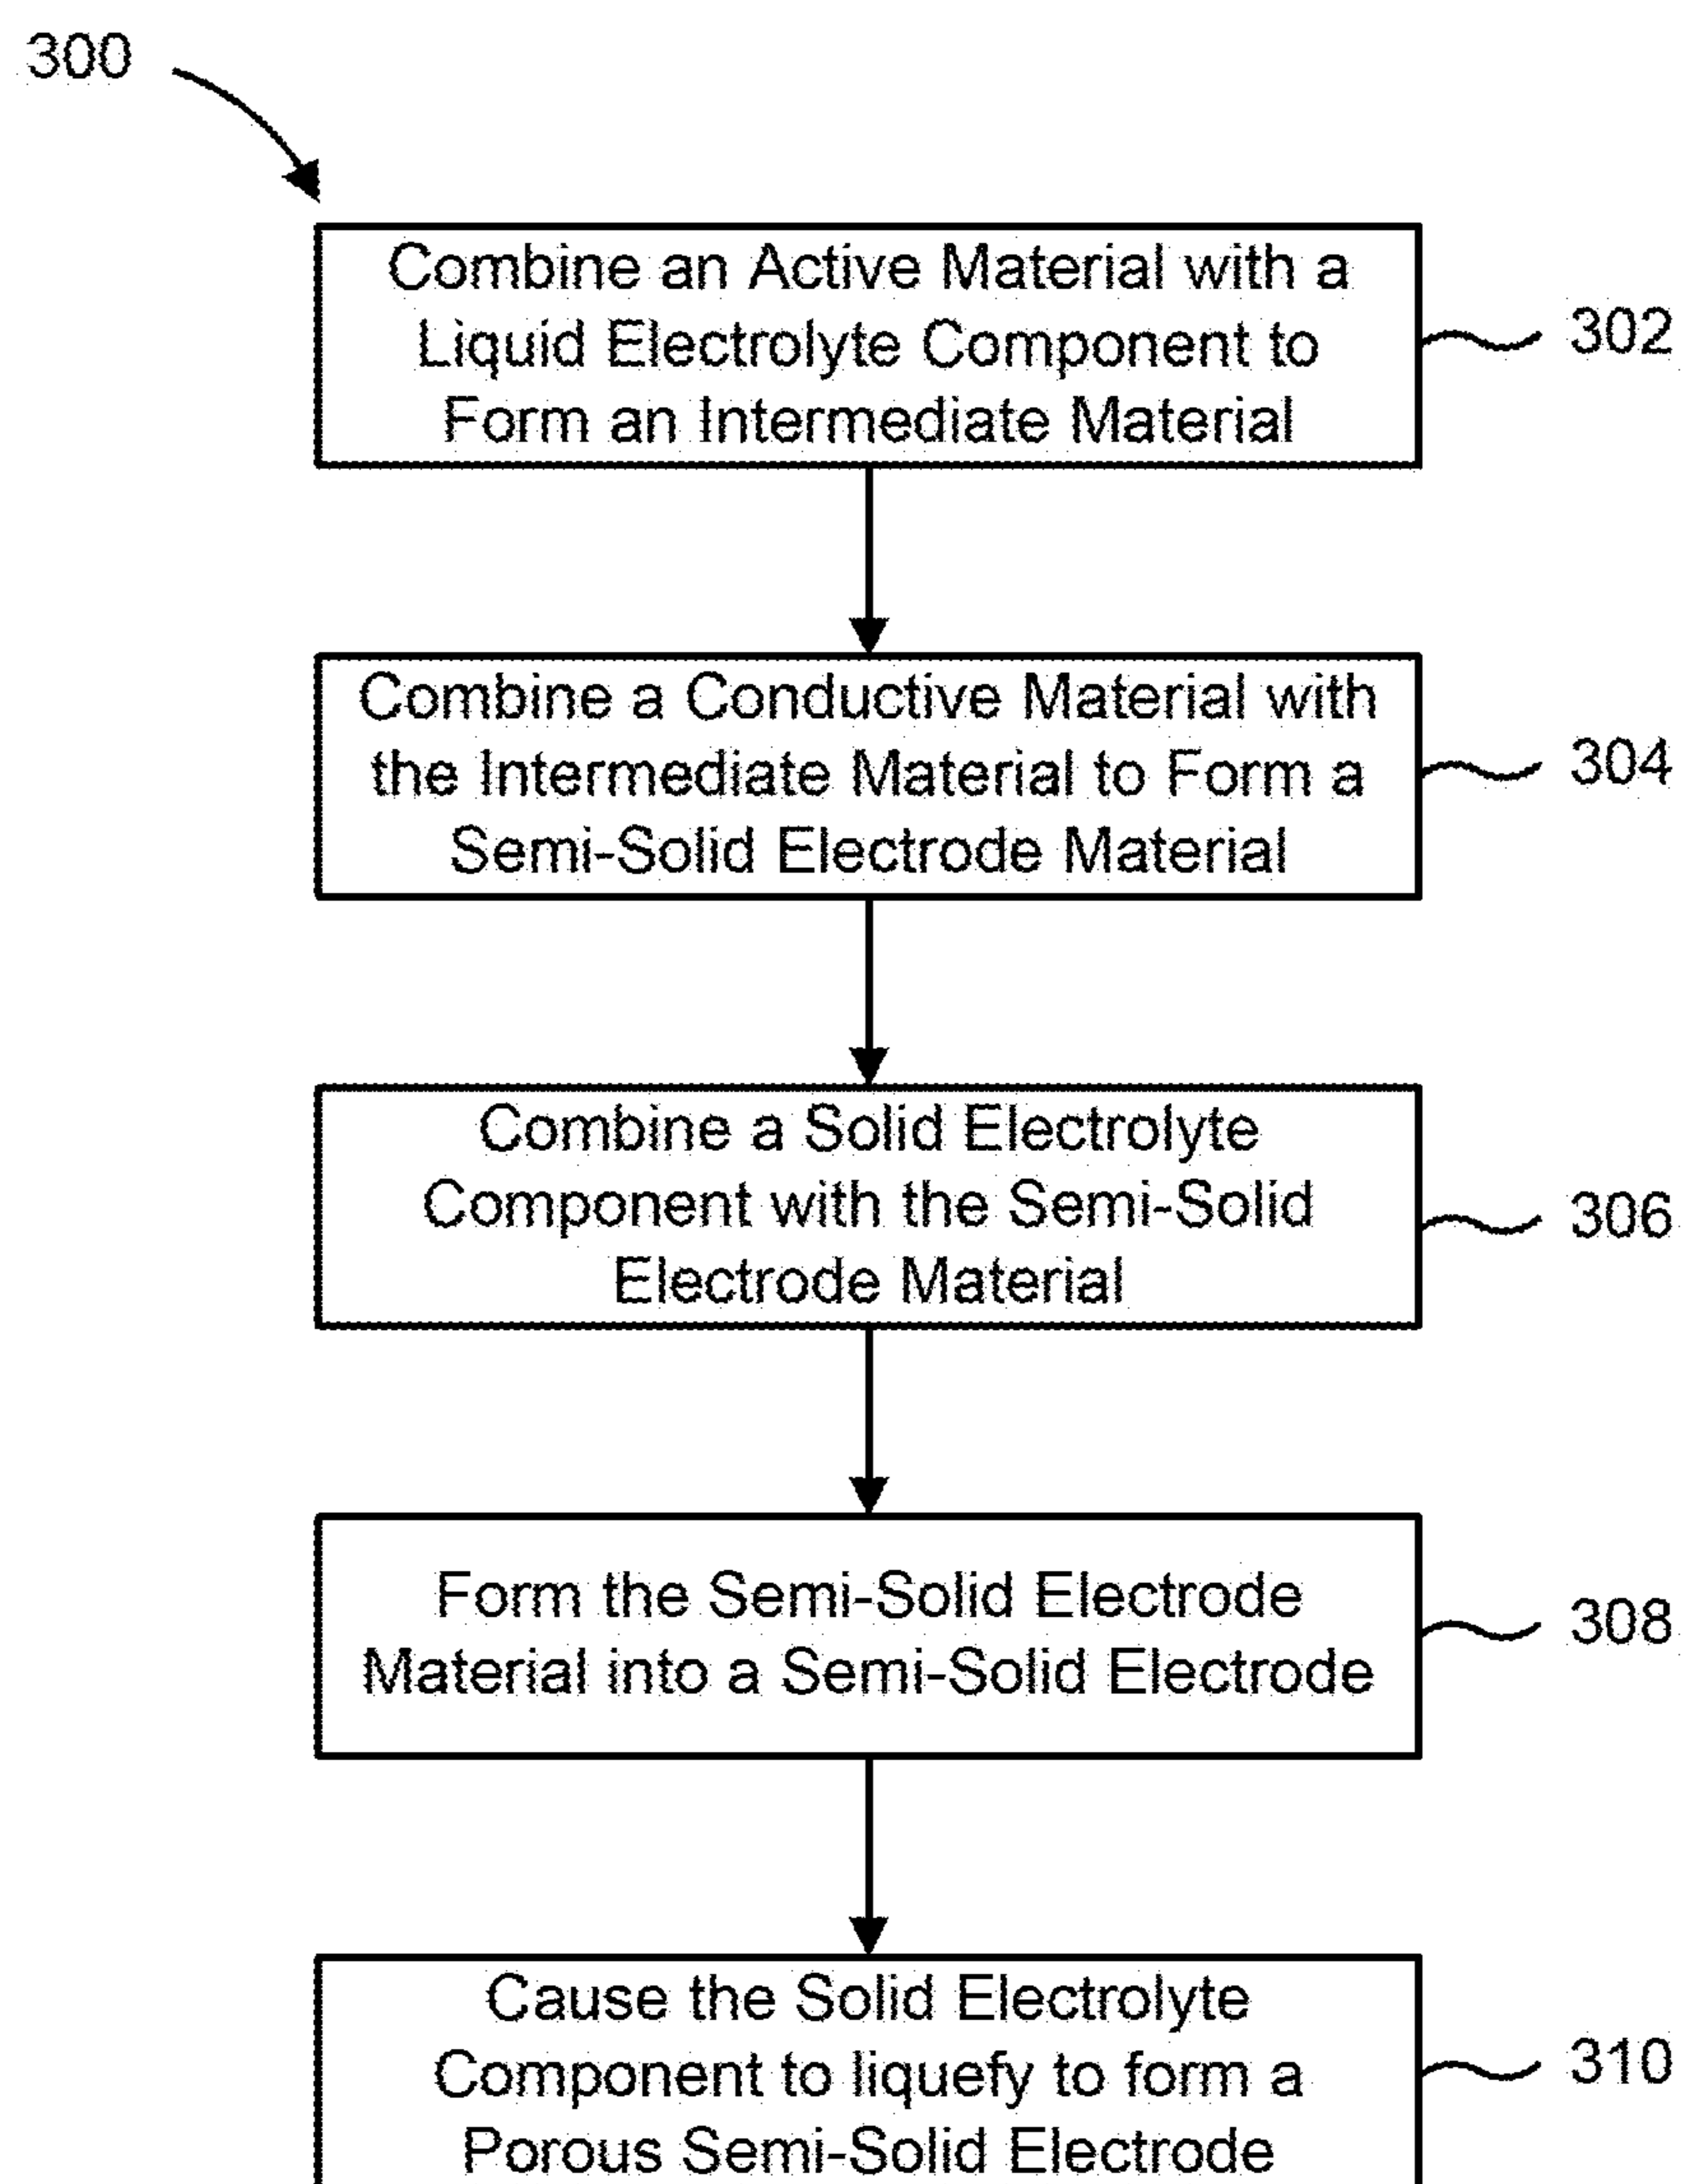 300
Combine an Active Material with a
Liquid Electrolyte Component to
Form an Intermediate Material
302
Combine a Conductive Material with
the Intermediate Material to Form a
Semi-Solid Electrode Material
304
Combine a Solid Electrolyte
Component with the Semi-Solid
Electrode Material
306
Form the Semi-Solid Electrode
Material into a Semi-Solid Electrode
308
Cause the Solid Electrolyte
Component to liquefy to form a
Porous Semi-Solid Electrode
310